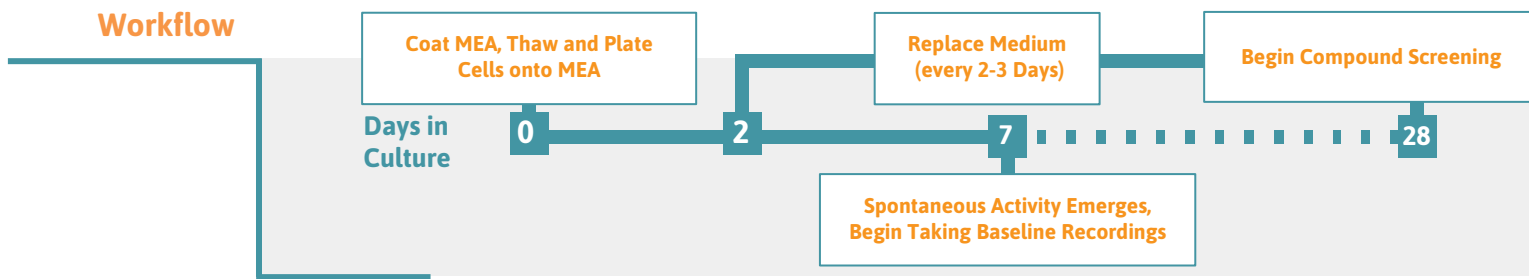 Workflow
Coat MEA, Thaw and Plate
Cells onto MEA
Replace Medium
(every 2-3 Days)
Begin Compound Screening
Days in
Culture
0
2
7
28
Spontaneous Activity Emerges,
Begin Taking Baseline Recordings